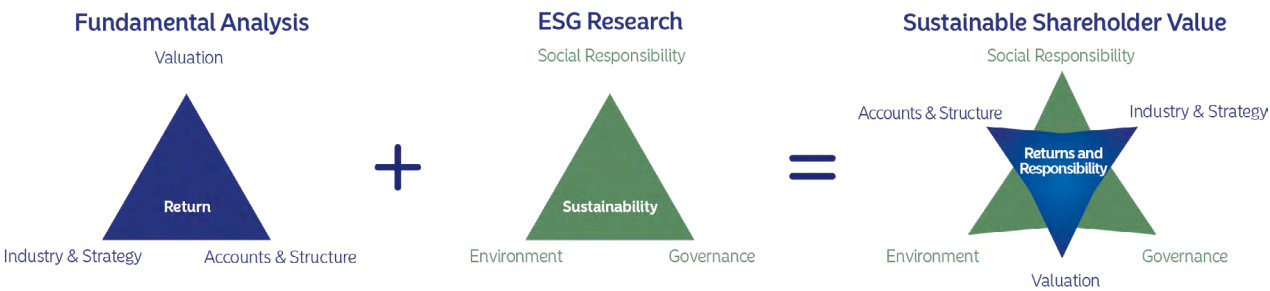 Fundamental Analysis
Valuation
Return
Industry & Strategy
Accounts & Structure
+
ESG Research
Social Responsibility
Sustainability
Environment
Governance
=
Sustainable Shareholder Value
Social Responsibility
Accounts & Structure
Industry & Strategy
Returns and
Responsibility
Environment
Governance
Valuation